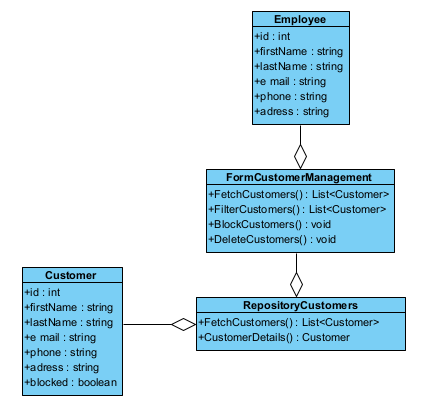 Employee
+id : int
+firstName : string
+lastName : string
+e mail : string
+phone : string
+adress : string
FormCustomerManagement
+FetchCustomers() : List<Customer>
+FilterCustomers() : List<Customer>
+BlockCustomers() : void
+DeleteCustomers() : void
Customer
+id : int
+firstName : string
+lastName : string
+e mail : string
+phone : string
+adress : string
+blocked : boolean
RepositoryCustomers
+FetchCustomers() : List<Customer>
+CustomerDetails() : Customer